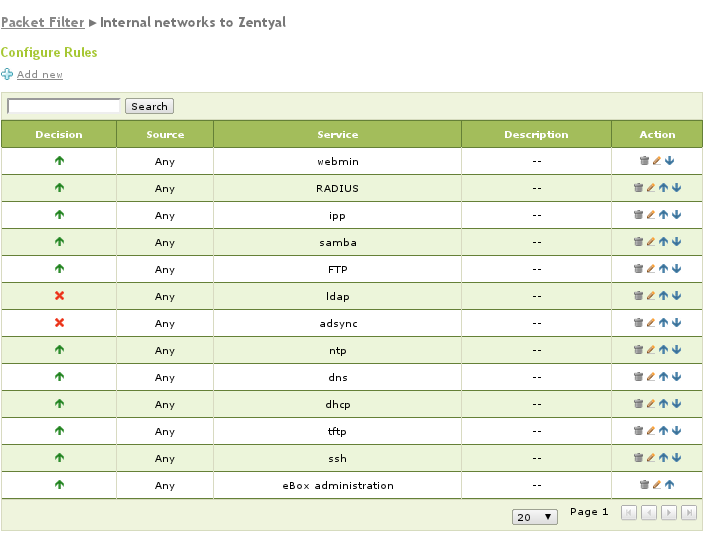 Packet Filter ▸ Internal networks to Zentyal
Configure Rules
Add new
Search
Decision Source Service Description Action
Any webmin --
Any RADIUS --
Any ipp --
Any samba --
Any FTP --
Any ldap --
Any adsync --
Any ntp --
Any dns --
Any dhcp --
Any tftp --
Any ssh --
Any eBox administration --
20 Page 1